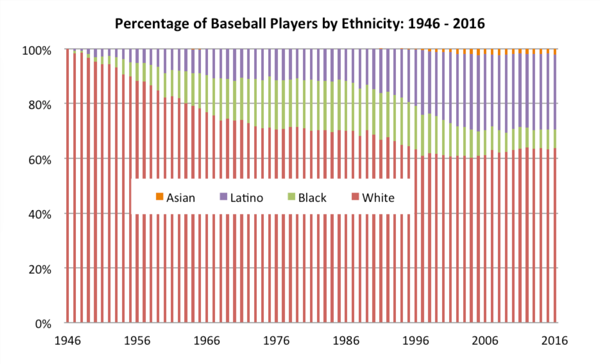 Percentage of Baseball Players by Ethnicity: 1946 - 2016
100%
80%
60%
Asian Latino Black White
40%
20%
0%
1946 1956 1966 1976 1986 1996 2006 2016